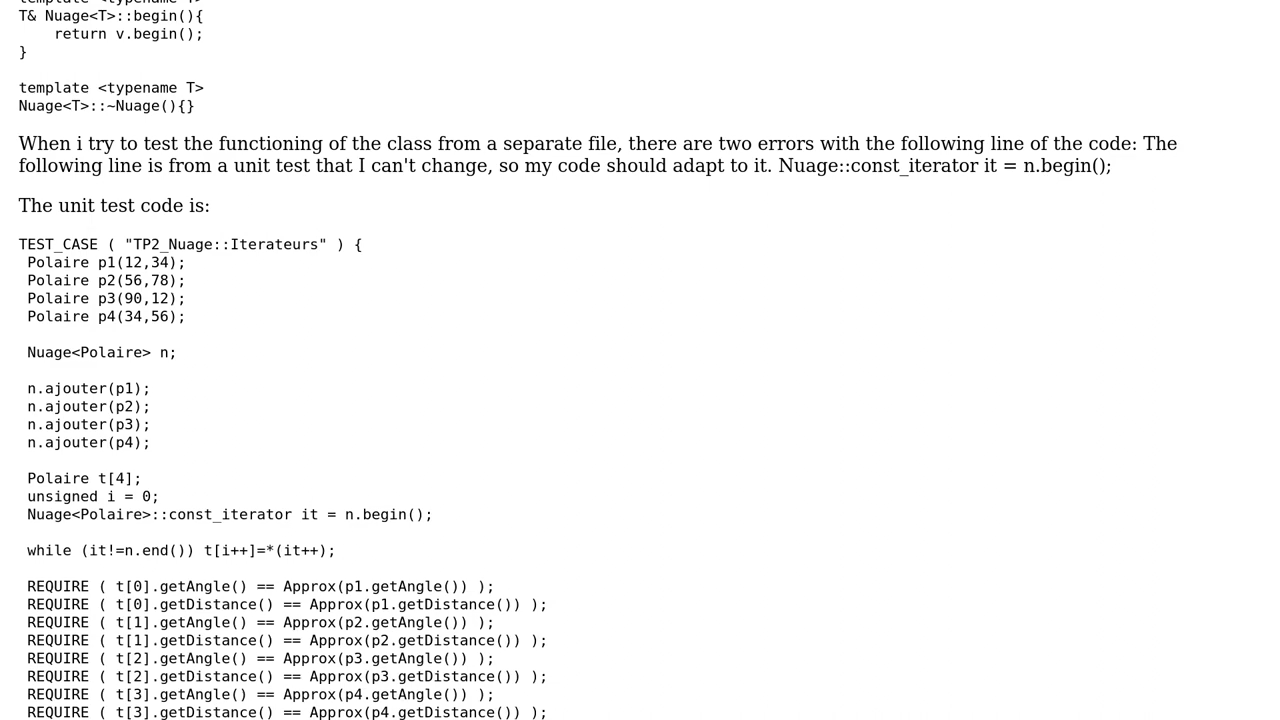 template <typename T>
T& Nuage<T>::begin(){
    return v.begin();
}

template <typename T>
Nuage<T>::~Nuage(){}
When i try to test the functioning of the class from a separate file, there are two errors with the following line of the code: The
following line is from a unit test that I can't change, so my code should adapt to it. Nuage::const_iterator it = n.begin();
The unit test code is:
TEST_CASE ( "TP2_Nuage::Iterateurs" ) {
 Polaire p1(12,34);
 Polaire p2(56,78);
 Polaire p3(90,12);
 Polaire p4(34,56);

 Nuage<Polaire> n;

 n.ajouter(p1);
 n.ajouter(p2);
 n.ajouter(p3);
 n.ajouter(p4);

 Polaire t[4];
 unsigned i = 0;
 Nuage<Polaire>::const_iterator it = n.begin();

 while (it!=n.end()) t[i++]=*(it++);

 REQUIRE ( t[0].getAngle() == Approx(p1.getAngle()) );
 REQUIRE ( t[0].getDistance() == Approx(p1.getDistance()) );
 REQUIRE ( t[1].getAngle() == Approx(p2.getAngle()) );
 REQUIRE ( t[1].getDistance() == Approx(p2.getDistance()) );
 REQUIRE ( t[2].getAngle() == Approx(p3.getAngle()) );
 REQUIRE ( t[2].getDistance() == Approx(p3.getDistance()) );
 REQUIRE ( t[3].getAngle() == Approx(p4.getAngle()) );
 REQUIRE ( t[3].getDistance() == Approx(p4.getDistance()) );